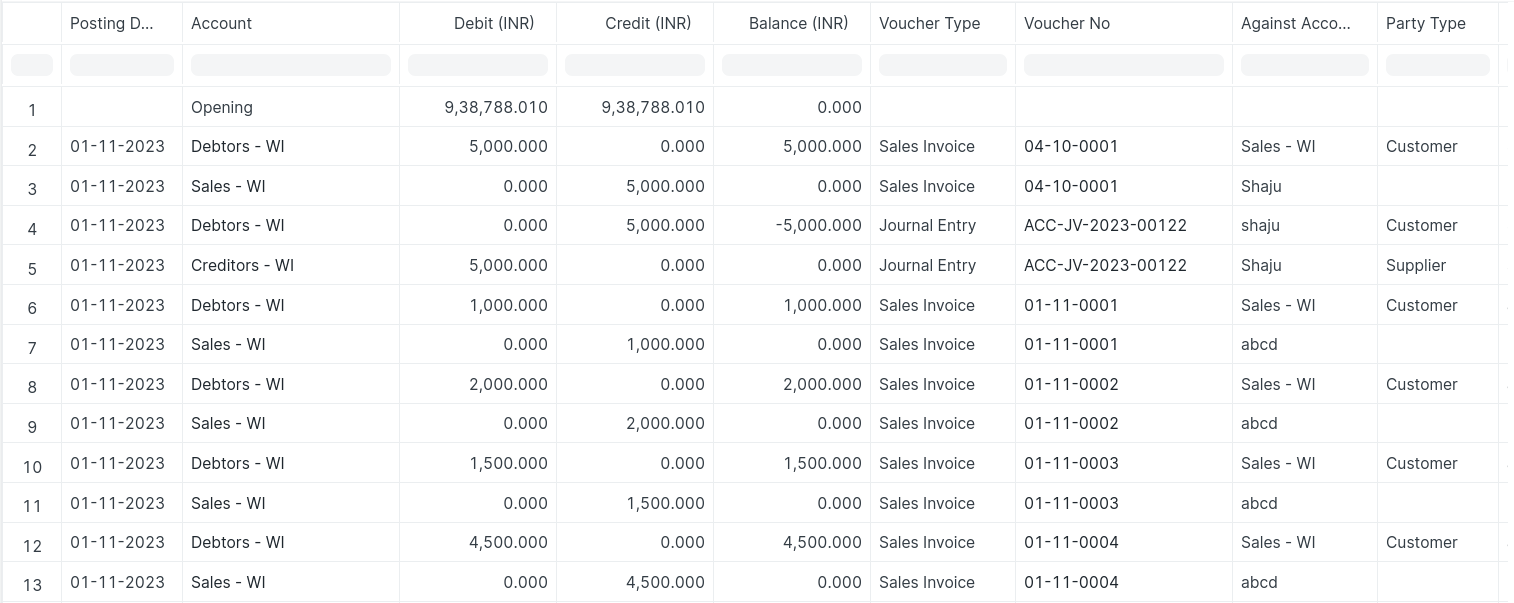 Posting D... Account Debit (INR) Credit (INR) Balance (INR) Voucher Type Voucher No Against Acco... Party Type
1 Opening 9,38,788.010 9,38,788.010 0.000
2 01-11-2023 Debtors - WI 5,000.000 0.000 5,000.000 Sales Invoice 04-10-0001 Sales - WI Customer
3 01-11-2023 Sales - WI 0.000 5,000.000 0.000 Sales Invoice 04-10-0001 Shaju
4 01-11-2023 Debtors - WI 0.000 5,000.000 -5,000.000 Journal Entry ACC-JV-2023-00122 shaju Customer
5 01-11-2023 Creditors - WI 5,000.000 0.000 0.000 Journal Entry ACC-JV-2023-00122 Shaju Supplier
6 01-11-2023 Debtors - WI 1,000.000 0.000 1,000.000 Sales Invoice 01-11-0001 Sales - WI Customer
7 01-11-2023 Sales - WI 0.000 1,000.000 0.000 Sales Invoice 01-11-0001 abcd
8 01-11-2023 Debtors - WI 2,000.000 0.000 2,000.000 Sales Invoice 01-11-0002 Sales - WI Customer
9 01-11-2023 Sales - WI 0.000 2,000.000 0.000 Sales Invoice 01-11-0002 abcd
10 01-11-2023 Debtors - WI 1,500.000 0.000 1,500.000 Sales Invoice 01-11-0003 Sales - WI Customer
11 01-11-2023 Sales - WI 0.000 1,500.000 0.000 Sales Invoice 01-11-0003 abcd
12 01-11-2023 Debtors - WI 4,500.000 0.000 4,500.000 Sales Invoice 01-11-0004 Sales - WI Customer
13 01-11-2023 Sales - WI 0.000 4,500.000 0.000 Sales Invoice 01-11-0004 abcd